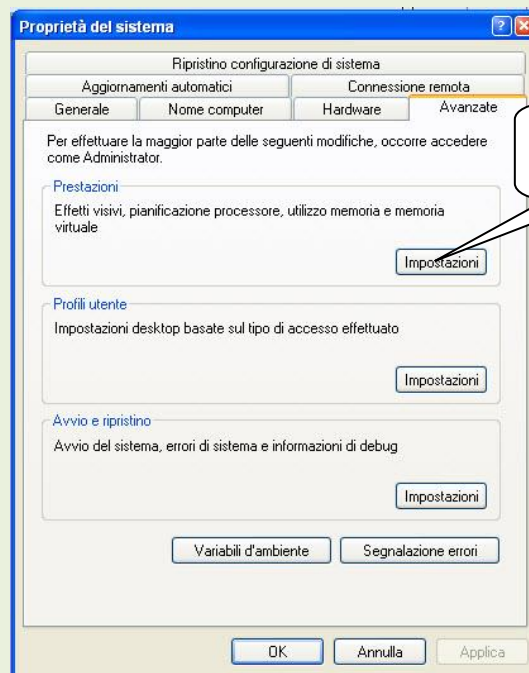 Proprietà del sistema
Ripristino configurazione di sistema
Aggiornamenti automatici
Connessione remota
Generale
Nome computer
Hardware
Avanzate
Per effettuare la maggior parte delle seguenti modifiche, occorre accedere
come Administrator.
Prestazioni
Effetti visivi, pianificazione processore, utilizzo memoria e memoria
virtuale
Impostazioni
Profili utente
Impostazioni desktop basate sul tipo di accesso effettuato
Impostazioni
Avvio e ripristino
Avvio del sistema, errori di sistema e informazioni di debug
Impostazioni
Variabili d'ambiente
Segnalazione errori
OK
Annulla
Applica